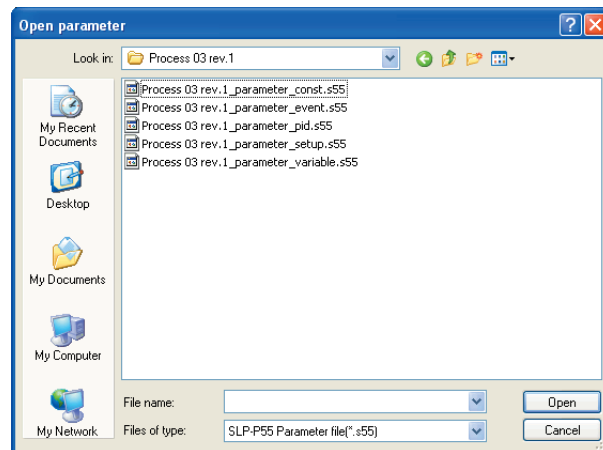 Open parameter
Look in: Process 03 rev.1
Process 03 rev.1_parameter_const.s55
Process 03 rev.1_parameter_event.s55
Process 03 rev.1_parameter_pid.s55
Process 03 rev.1_parameter_setup.s55
Process 03 rev.1_parameter_variable.s55
My Recent
Documents
Desktop
My Documents
My Computer
My Network
File name:
Open
Files of type: SLP-P55 Parameter file(*.s55)
Cancel